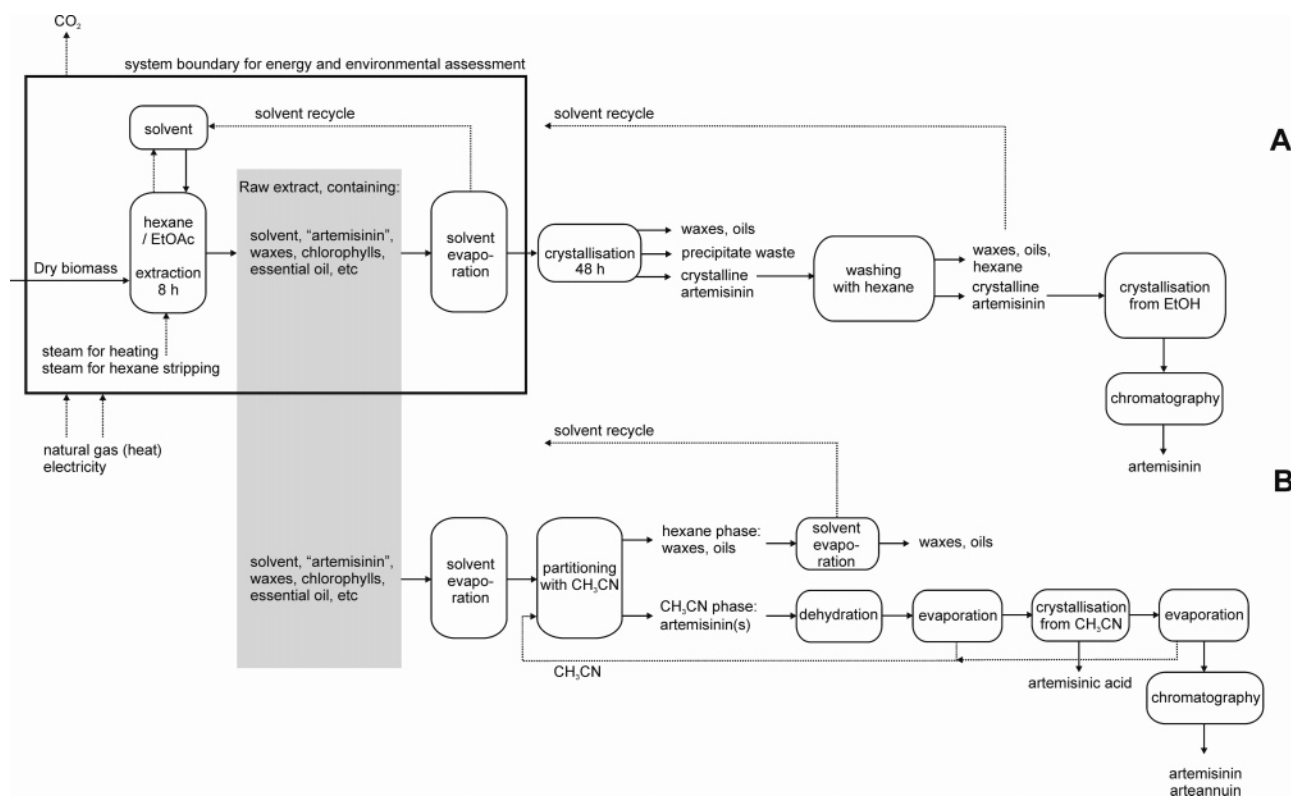 CO₂
system boundary for energy and environmental assessment
solvent recycle
solvent
Raw extract, containing:
hexane
/ EtOAc
extraction
8 h
Dry biomass
solvent, “artemisinin”,
waxes, chlorophylls,
essential oil, etc
solvent
evapo-
ration
steam for heating
steam for hexane stripping
natural gas (heat)
electricity
solvent recycle
A
crystallisation
48 h
waxes, oils
precipitate waste
crystalline
artemisinin
washing
with hexane
waxes, oils,
hexane
crystalline
artemisinin
crystallisation
from EtOH
chromatography
artemisinin
B
solvent recycle
solvent, “artemisinin”,
waxes, chlorophylls,
essential oil, etc
solvent
evapo-
ration
partitioning
with CH₃CN
hexane phase:
waxes, oils
solvent
evapo-
ration
waxes, oils
CH₃CN phase:
artemisinin(s)
dehydration
evaporation
crystallisation
from CH₃CN
evaporation
CH₃CN
artemisinic acid
chromatography
artemisinin
arteannuin